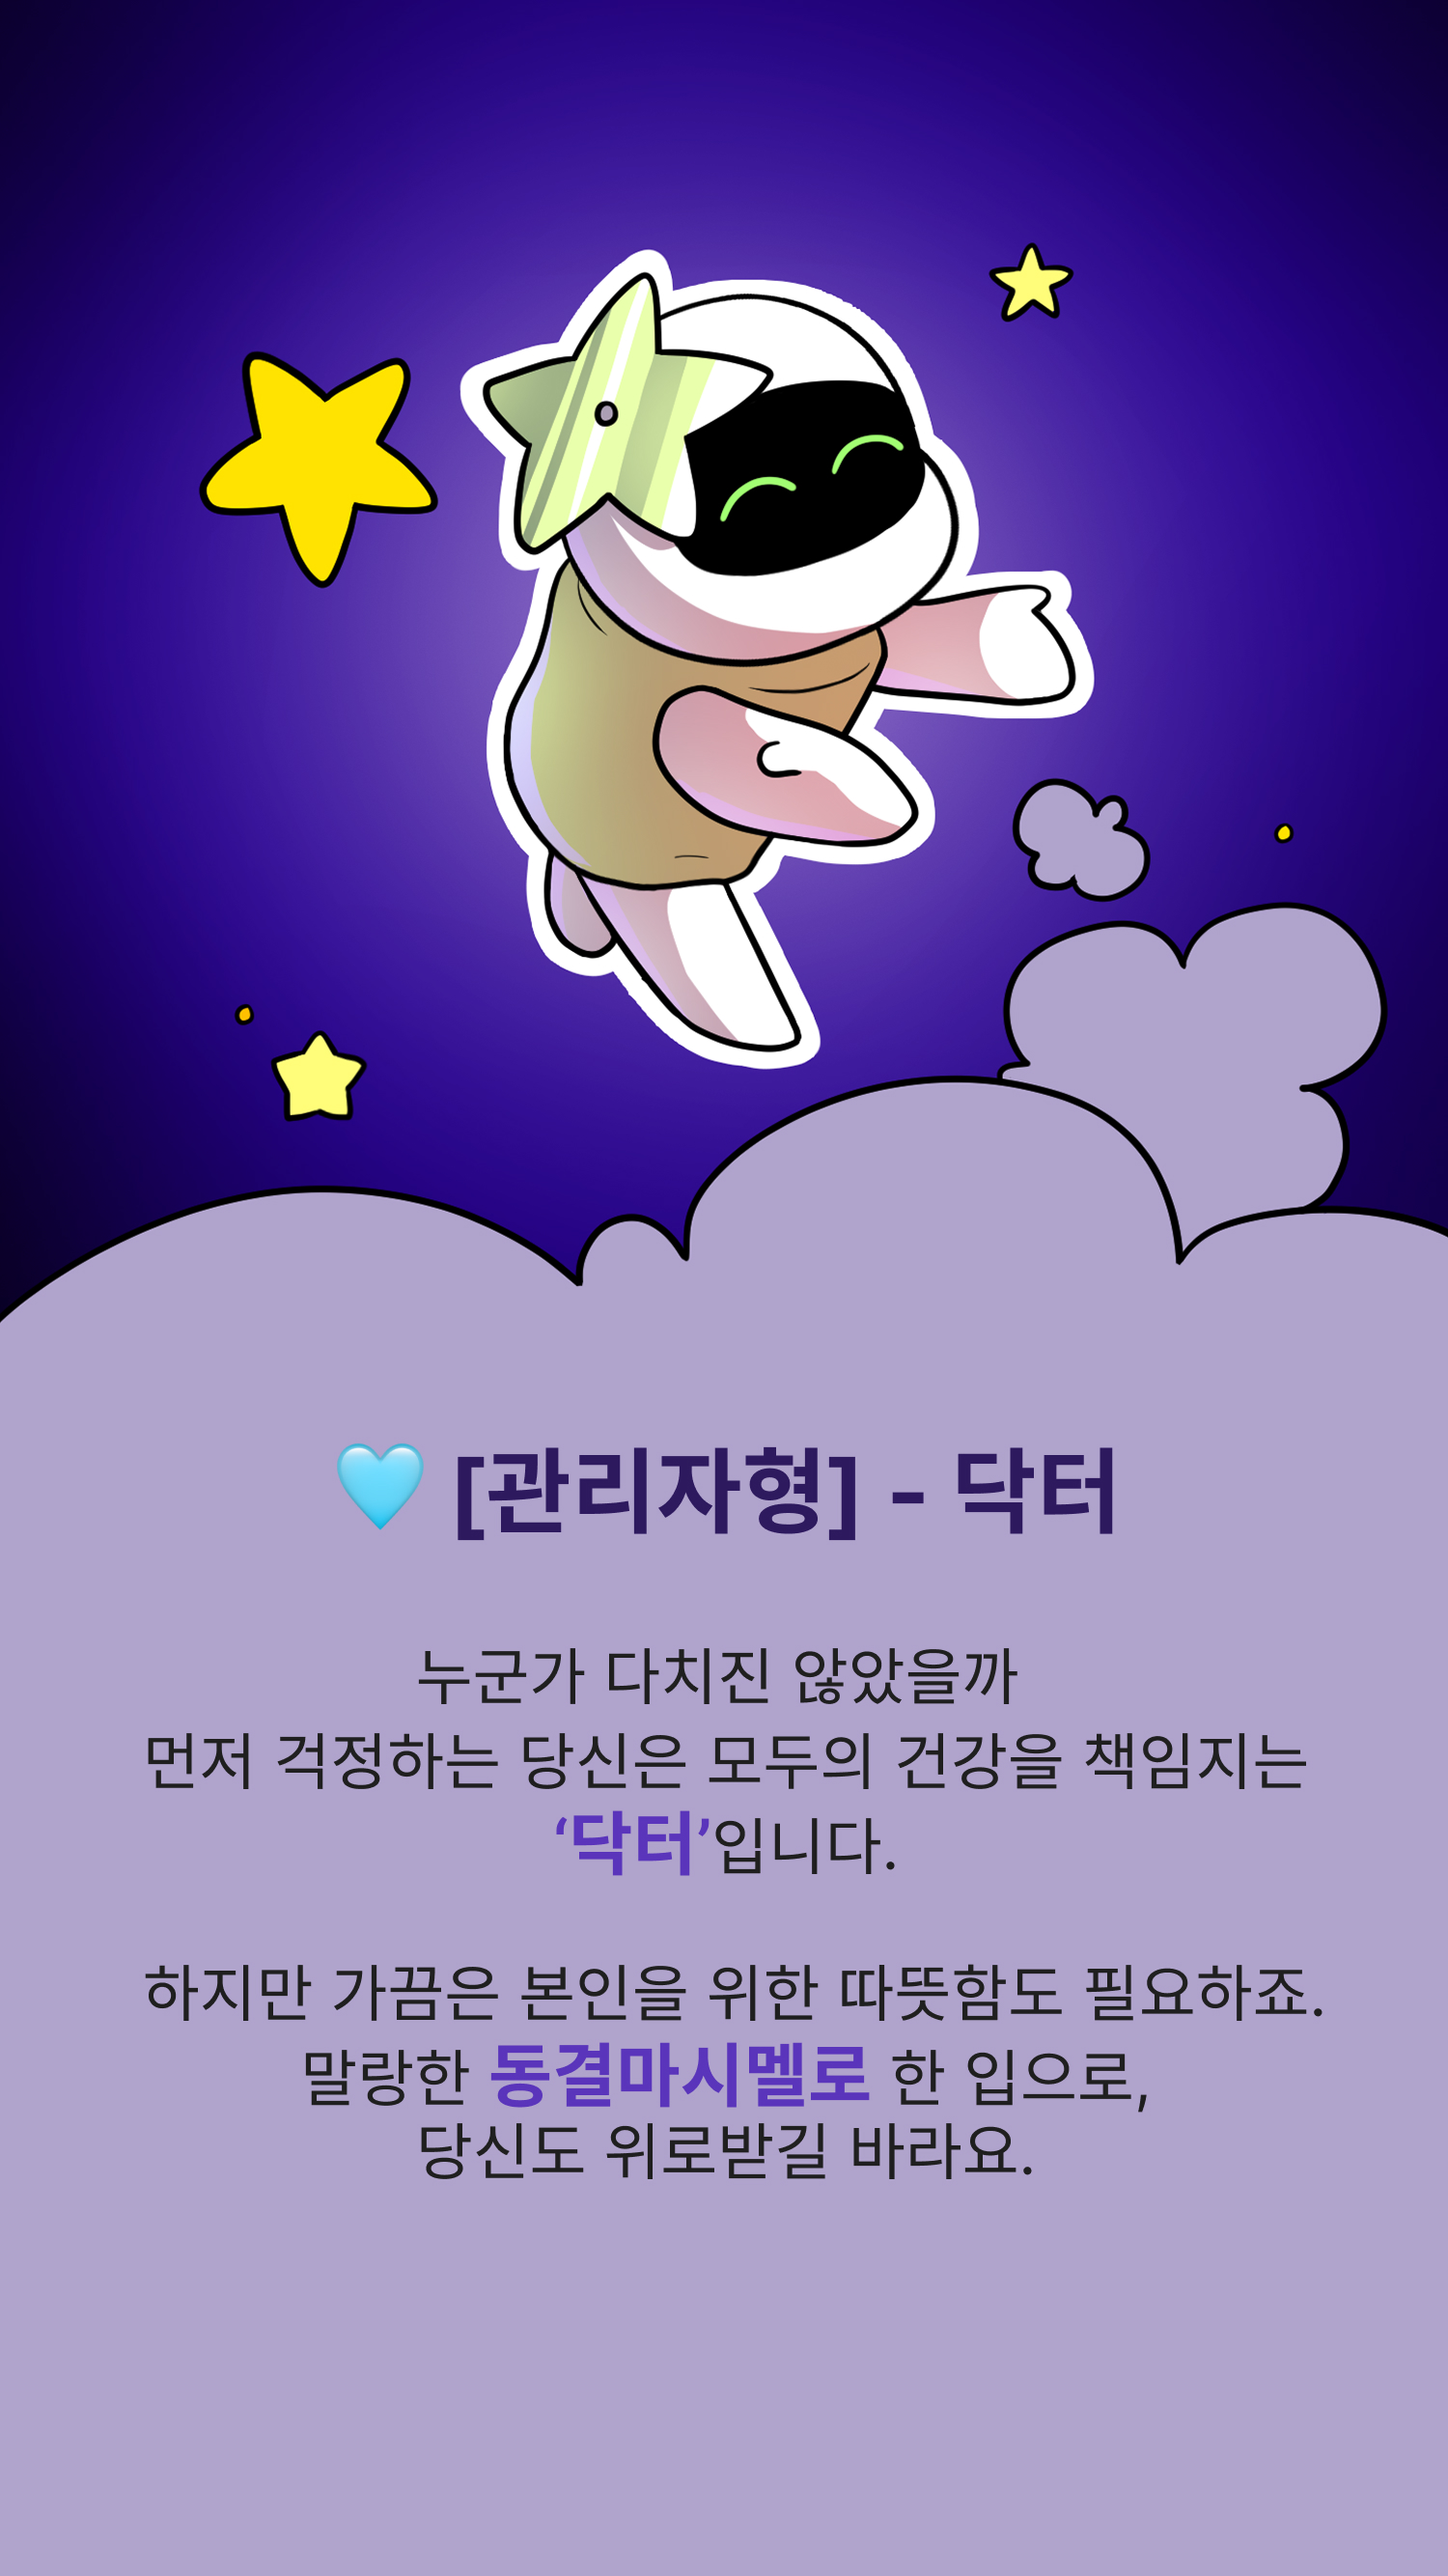 🩵 [관리자형] - 닥터
누군가 다치진 않았을까
먼저 걱정하는 당신은 모두의 건강을 책임지는
‘닥터’입니다.
하지만 가끔은 본인을 위한 따뜻함도 필요하죠.
말랑한 동결마시멜로 한 입으로,
당신도 위로받길 바라요.